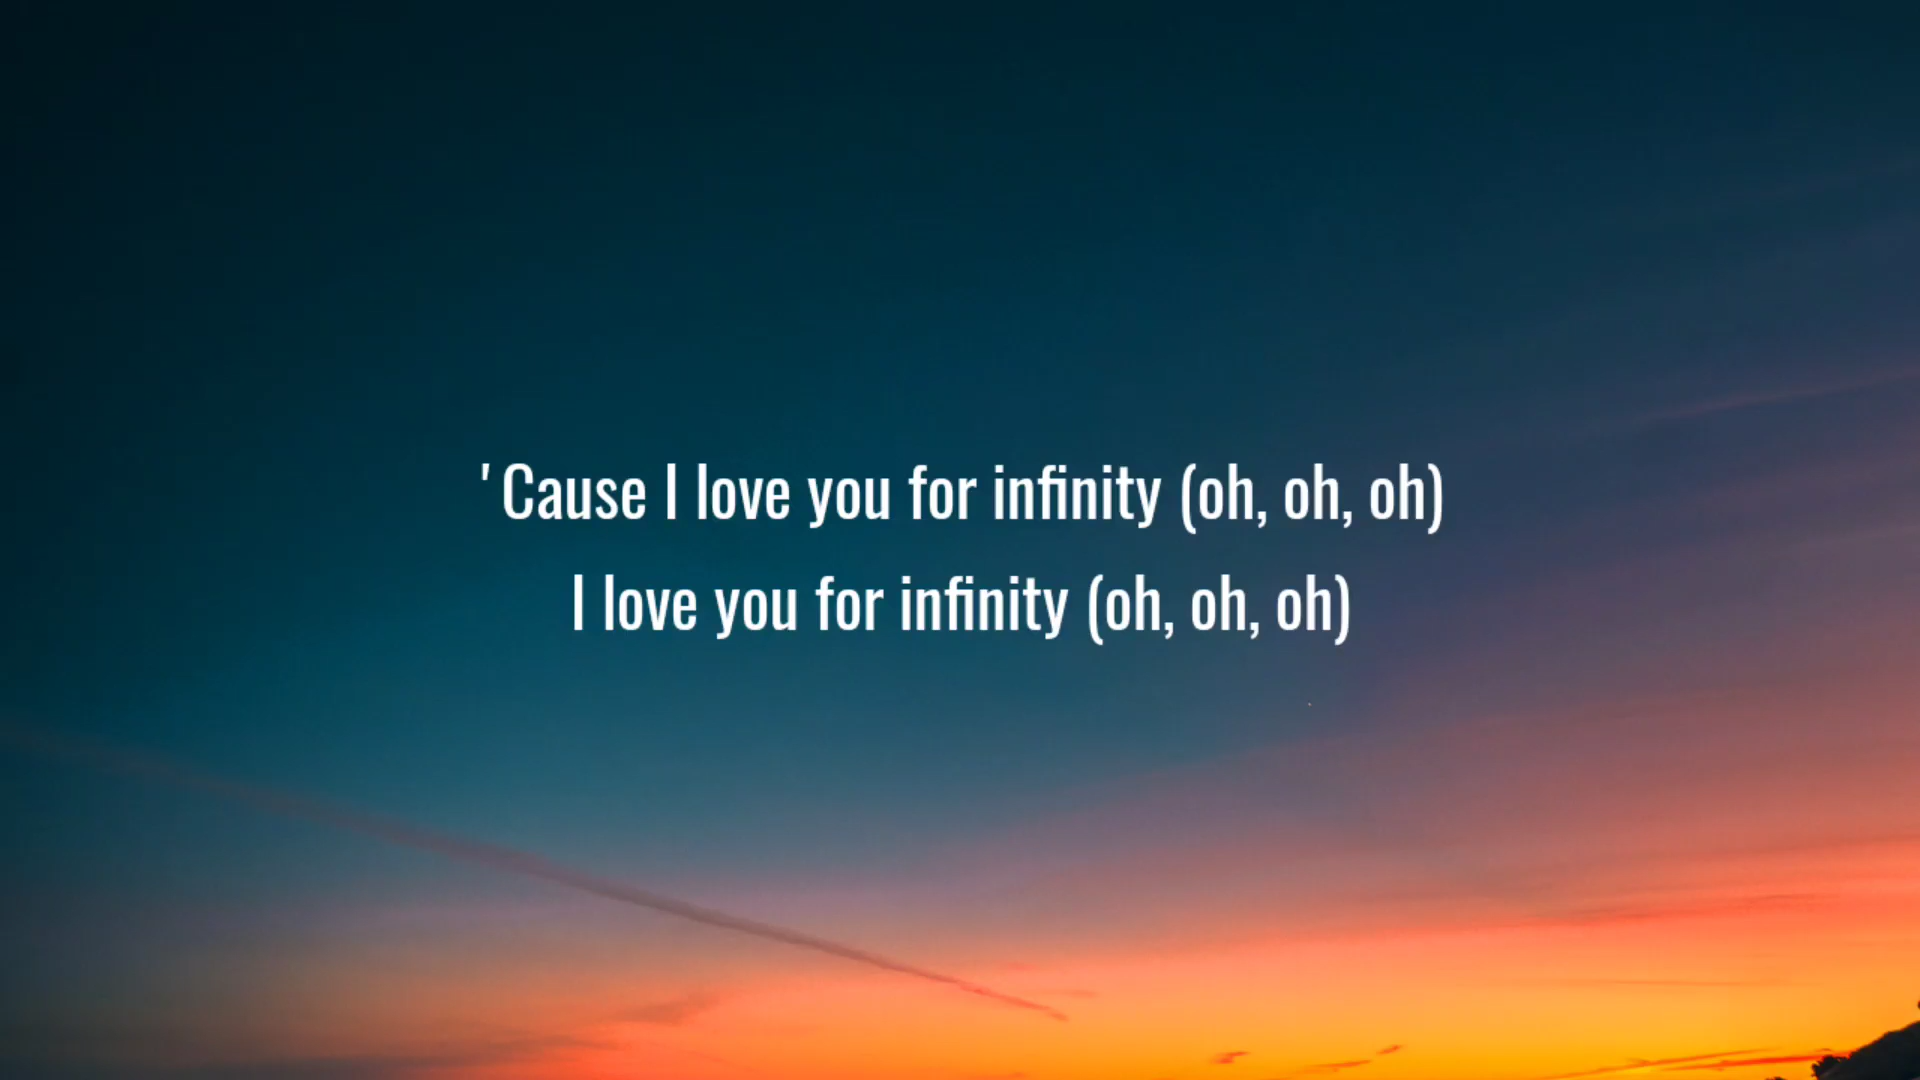 'Cause I love you for infinity (oh, oh, oh)
I love you for infinity (oh, oh, oh)